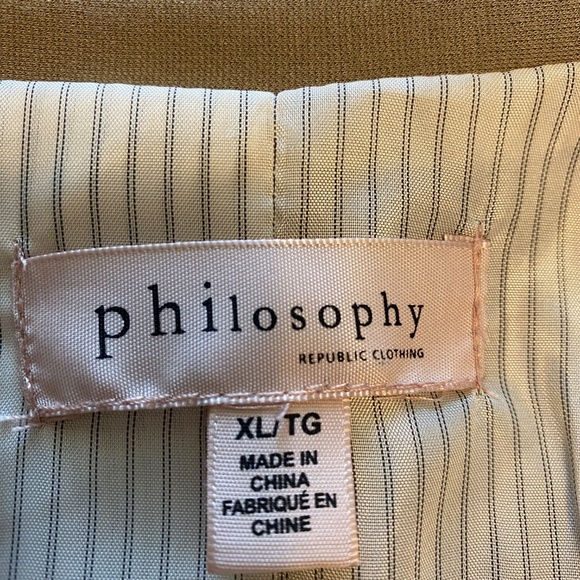 philosophy
REPUBLIC CLOTHING
XL/TG
MADE IN
CHINA
FABRIQUÉ EN
CHINE